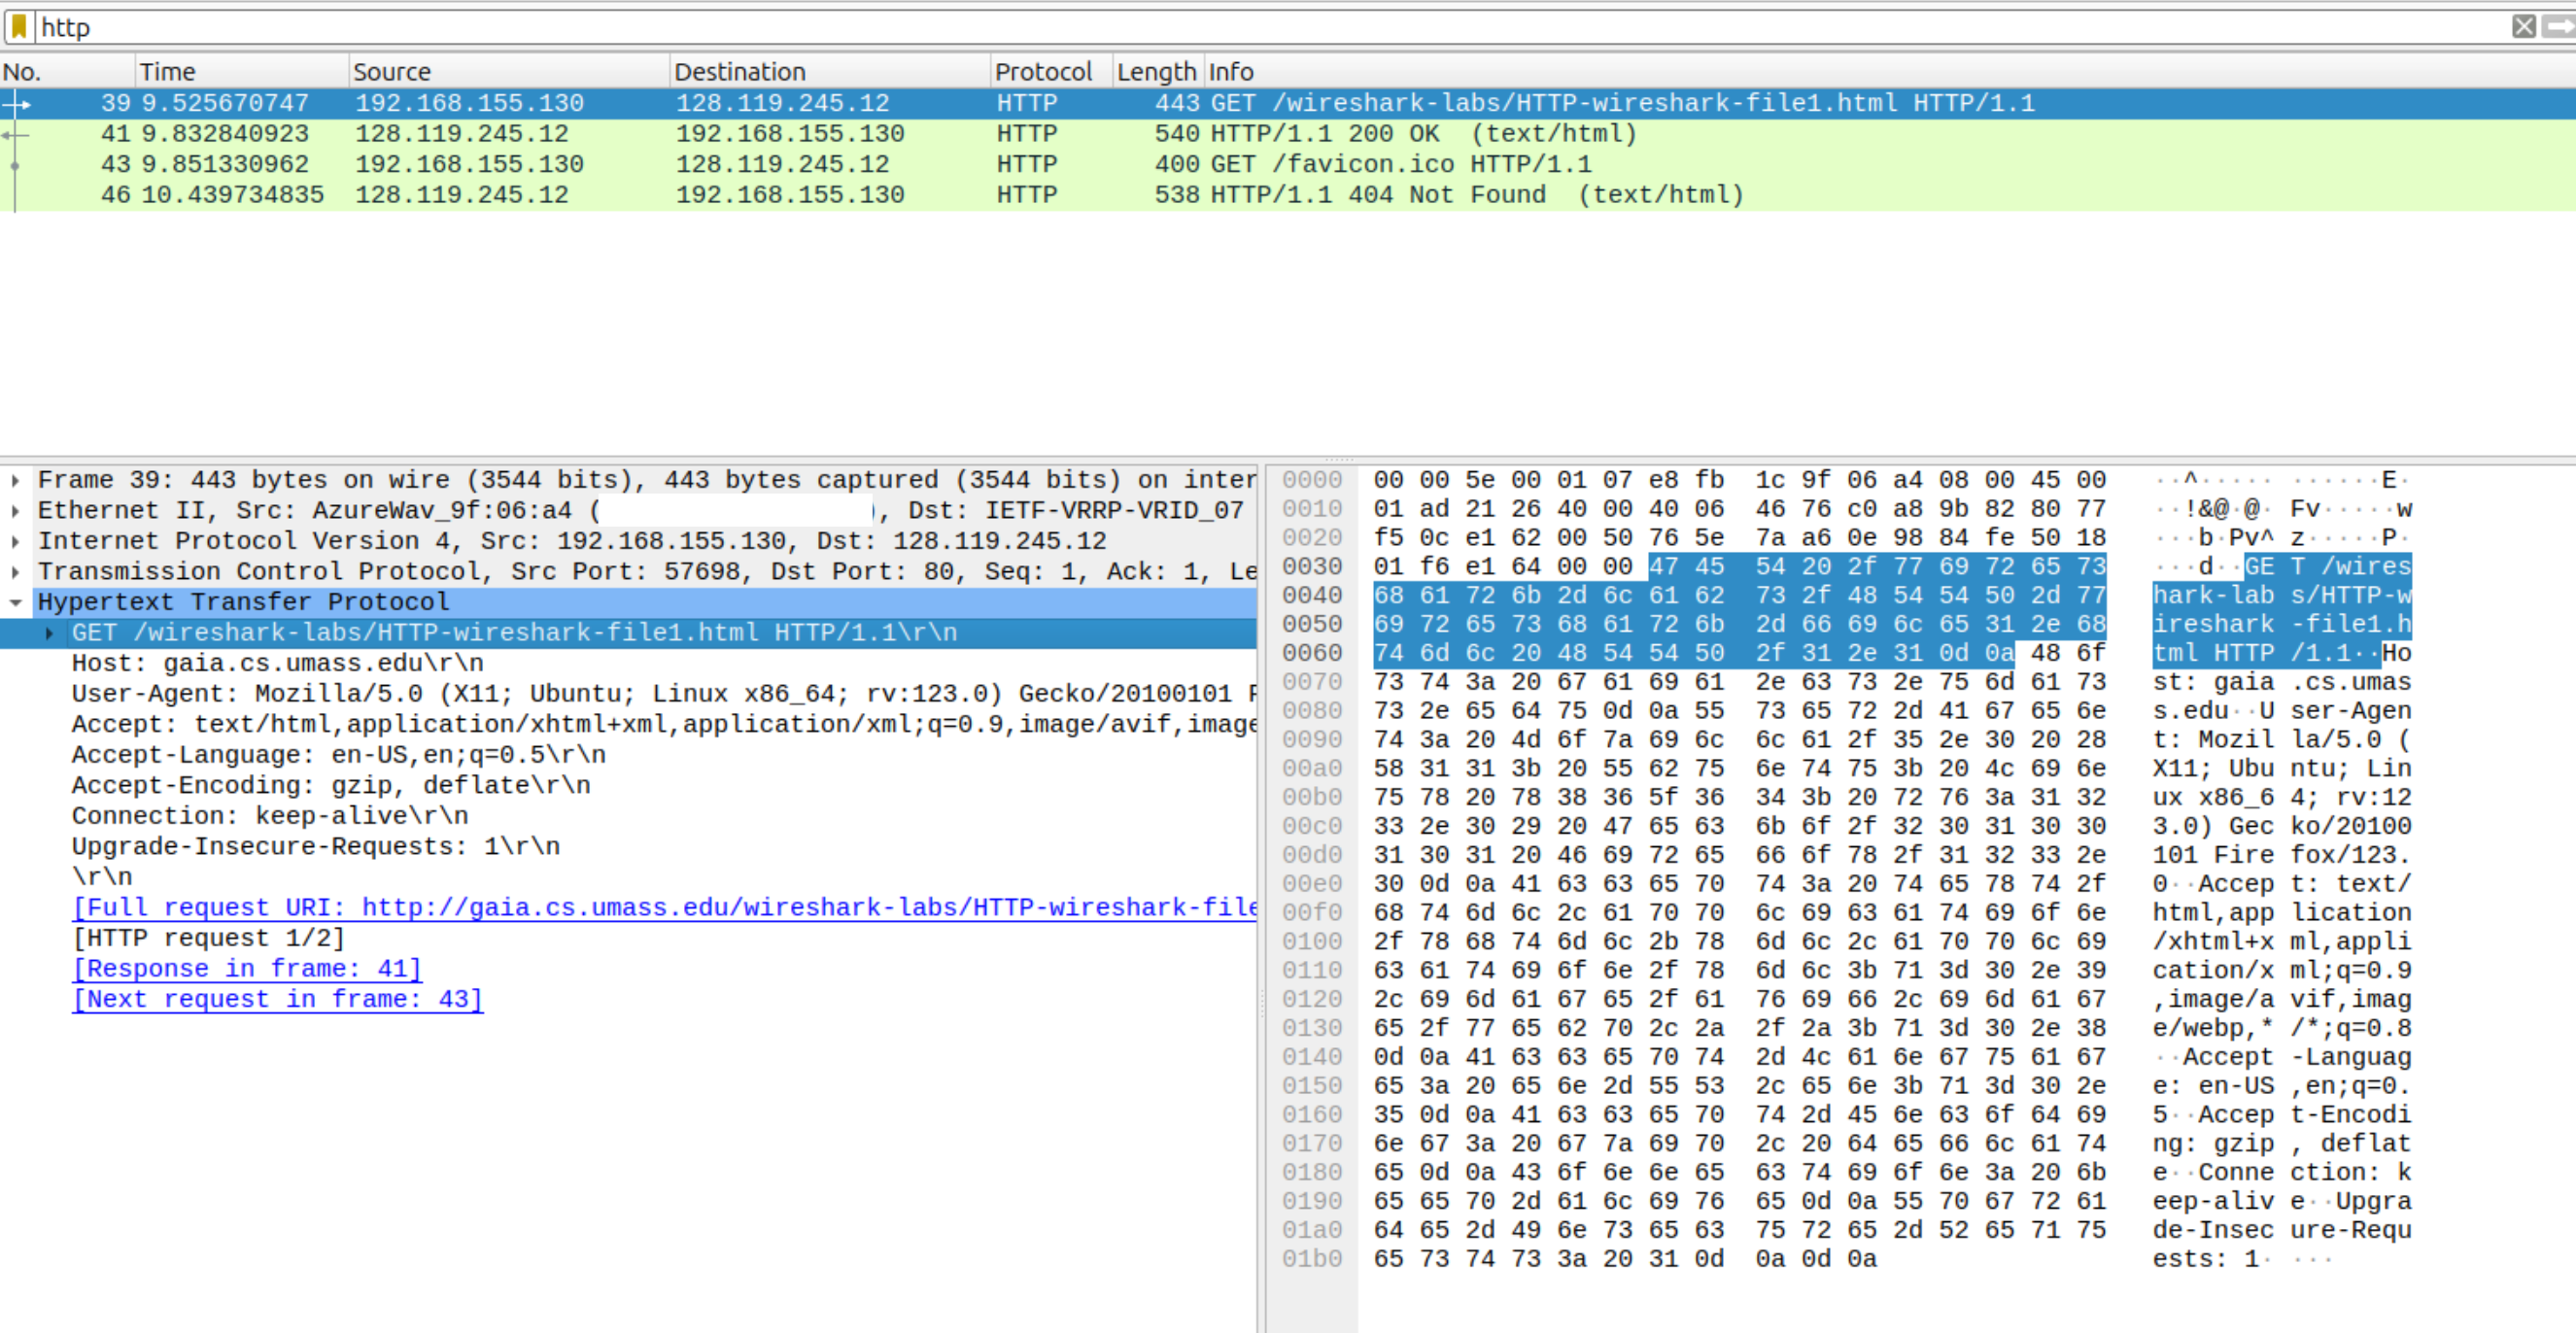 http
No. Time Source Destination Protocol Length Info
39 9.525670747 192.168.155.130 128.119.245.12 HTTP 443 GET /wireshark-labs/HTTP-wireshark-file1.html HTTP/1.1
41 9.832840923 128.119.245.12 192.168.155.130 HTTP 540 HTTP/1.1 200 OK  (text/html)
43 9.851330962 192.168.155.130 128.119.245.12 HTTP 400 GET /favicon.ico HTTP/1.1
46 10.439734835 128.119.245.12 192.168.155.130 HTTP 538 HTTP/1.1 404 Not Found  (text/html)
Frame 39: 443 bytes on wire (3544 bits), 443 bytes captured (3544 bits) on inter
Ethernet II, Src: AzureWav_9f:06:a4 (), Dst: IETF-VRRP-VRID_07
Internet Protocol Version 4, Src: 192.168.155.130, Dst: 128.119.245.12
Transmission Control Protocol, Src Port: 57698, Dst Port: 80, Seq: 1, Ack: 1, Le
Hypertext Transfer Protocol
GET /wireshark-labs/HTTP-wireshark-file1.html HTTP/1.1\r\n
Host: gaia.cs.umass.edu\r\n
User-Agent: Mozilla/5.0 (X11; Ubuntu; Linux x86_64; rv:123.0) Gecko/20100101 F
Accept: text/html,application/xhtml+xml,application/xml;q=0.9,image/avif,image
Accept-Language: en-US,en;q=0.5\r\n
Accept-Encoding: gzip, deflate\r\n
Connection: keep-alive\r\n
Upgrade-Insecure-Requests: 1\r\n
\r\n
[Full request URI: http://gaia.cs.umass.edu/wireshark-labs/HTTP-wireshark-file
[HTTP request 1/2]
[Response in frame: 41]
[Next request in frame: 43]
0000 00 00 5e 00 01 07 e8 fb 1c 9f 06 a4 08 00 45 00 ··^····· ······E·
0010 01 ad 21 26 40 00 40 06 46 76 c0 a8 9b 82 80 77 ··!&@·@· Fv·····w
0020 f5 0c e1 62 00 50 76 5e 7a a6 0e 98 84 fe 50 18 ···b·Pv^ z·····P·
0030 01 f6 e1 64 00 00 47 45 54 20 2f 77 69 72 65 73 ···d··GE T /wires
0040 68 61 72 6b 2d 6c 61 62 73 2f 48 54 54 50 2d 77 hark-lab s/HTTP-w
0050 69 72 65 73 68 61 72 6b 2d 66 69 6c 65 31 2e 68 ireshark -file1.h
0060 74 6d 6c 20 48 54 54 50 2f 31 2e 31 0d 0a 48 6f tml HTTP /1.1··Ho
0070 73 74 3a 20 67 61 69 61 2e 63 73 2e 75 6d 61 73 st: gaia .cs.umas
0080 73 2e 65 64 75 0d 0a 55 73 65 72 2d 41 67 65 6e s.edu··U ser-Agen
0090 74 3a 20 4d 6f 7a 69 6c 6c 61 2f 35 2e 30 20 28 t: Mozil la/5.0 (
00a0 58 31 31 3b 20 55 62 75 6e 74 75 3b 20 4c 69 6e X11; Ubu ntu; Lin
00b0 75 78 20 78 38 36 5f 36 34 3b 20 72 76 3a 31 32 ux x86_6 4; rv:12
00c0 33 2e 30 29 20 47 65 63 6b 6f 2f 32 30 31 30 30 3.0) Gec ko/20100
00d0 31 30 31 20 46 69 72 65 66 6f 78 2f 31 32 33 2e 101 Fire fox/123.
00e0 30 0d 0a 41 63 63 65 70 74 3a 20 74 65 78 74 2f 0··Accep t: text/
00f0 68 74 6d 6c 2c 61 70 70 6c 69 63 61 74 69 6f 6e html,app lication
0100 2f 78 68 74 6d 6c 2b 78 6d 6c 2c 61 70 70 6c 69 /xhtml+x ml,appli
0110 63 61 74 69 6f 6e 2f 78 6d 6c 3b 71 3d 30 2e 39 cation/x ml;q=0.9
0120 2c 69 6d 61 67 65 2f 61 76 69 66 2c 69 6d 61 67 ,image/a vif,imag
0130 65 2f 77 65 62 70 2c 2a 2f 2a 3b 71 3d 30 2e 38 e/webp,* /*;q=0.8
0140 0d 0a 41 63 63 65 70 74 2d 4c 61 6e 67 75 61 67 ··Accept -Languag
0150 65 3a 20 65 6e 2d 55 53 2c 65 6e 3b 71 3d 30 2e e: en-US ,en;q=0.
0160 35 0d 0a 41 63 63 65 70 74 2d 45 6e 63 6f 64 69 5··Accep t-Encodi
0170 6e 67 3a 20 67 7a 69 70 2c 20 64 65 66 6c 61 74 ng: gzip , deflat
0180 65 0d 0a 43 6f 6e 6e 65 63 74 69 6f 6e 3a 20 6b e··Conne ction: k
0190 65 65 70 2d 61 6c 69 76 65 0d 0a 55 70 67 72 61 eep-aliv e··Upgra
01a0 64 65 2d 49 6e 73 65 63 75 72 65 2d 52 65 71 75 de-Insec ure-Requ
01b0 65 73 74 73 3a 20 31 0d 0a 0d 0a ests: 1· ···